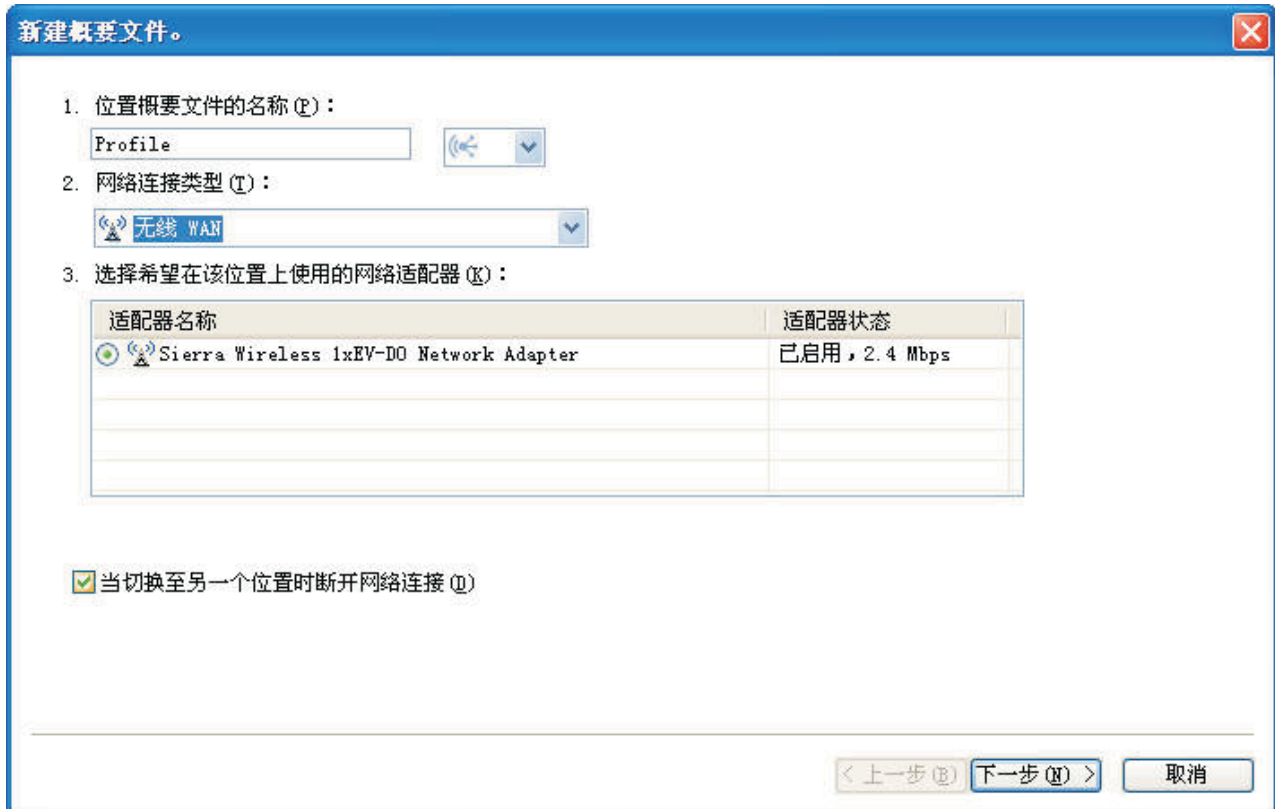 新建概要文件。
1. 位置概要文件的名称(P)：
Profile
2. 网络连接类型(T)：
无线 WAN
3. 选择希望在该位置上使用的网络适配器(K)：
适配器名称 适配器状态
Sierra Wireless 1xEV-DO Network Adapter 已启用，2.4 Mbps
当切换至另一个位置时断开网络连接(D)
< 上一步(B) 下一步(N) > 取消